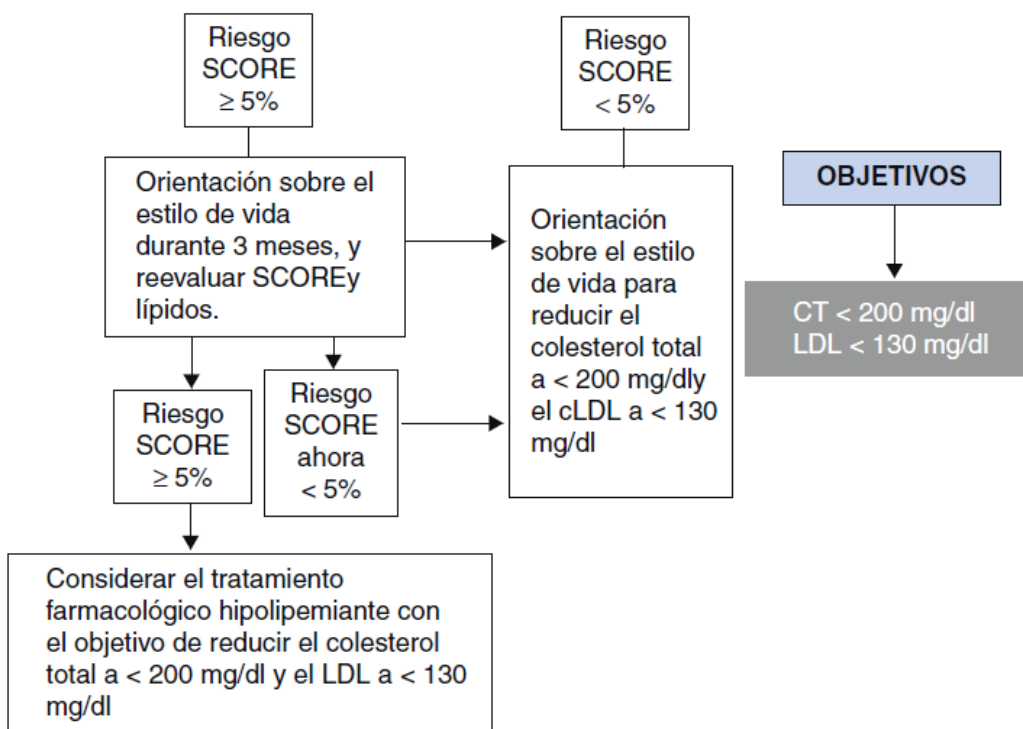 Riesgo
SCORE
≥ 5%
Riesgo
SCORE
< 5%
Orientación sobre el
estilo de vida
durante 3 meses, y
reevaluar SCOREy
lípidos.
Orientación
sobre el estilo
de vida para
reducir el
colesterol total
a < 200 mg/dly
el cLDL a < 130
mg/dl
OBJETIVOS
CT < 200 mg/dl
LDL < 130 mg/dl
Riesgo
SCORE
≥ 5%
Riesgo
SCORE
ahora
< 5%
Considerar el tratamiento
farmacológico hipolipemiante con
el objetivo de reducir el colesterol
total a < 200 mg/dl y el LDL a < 130
mg/dl